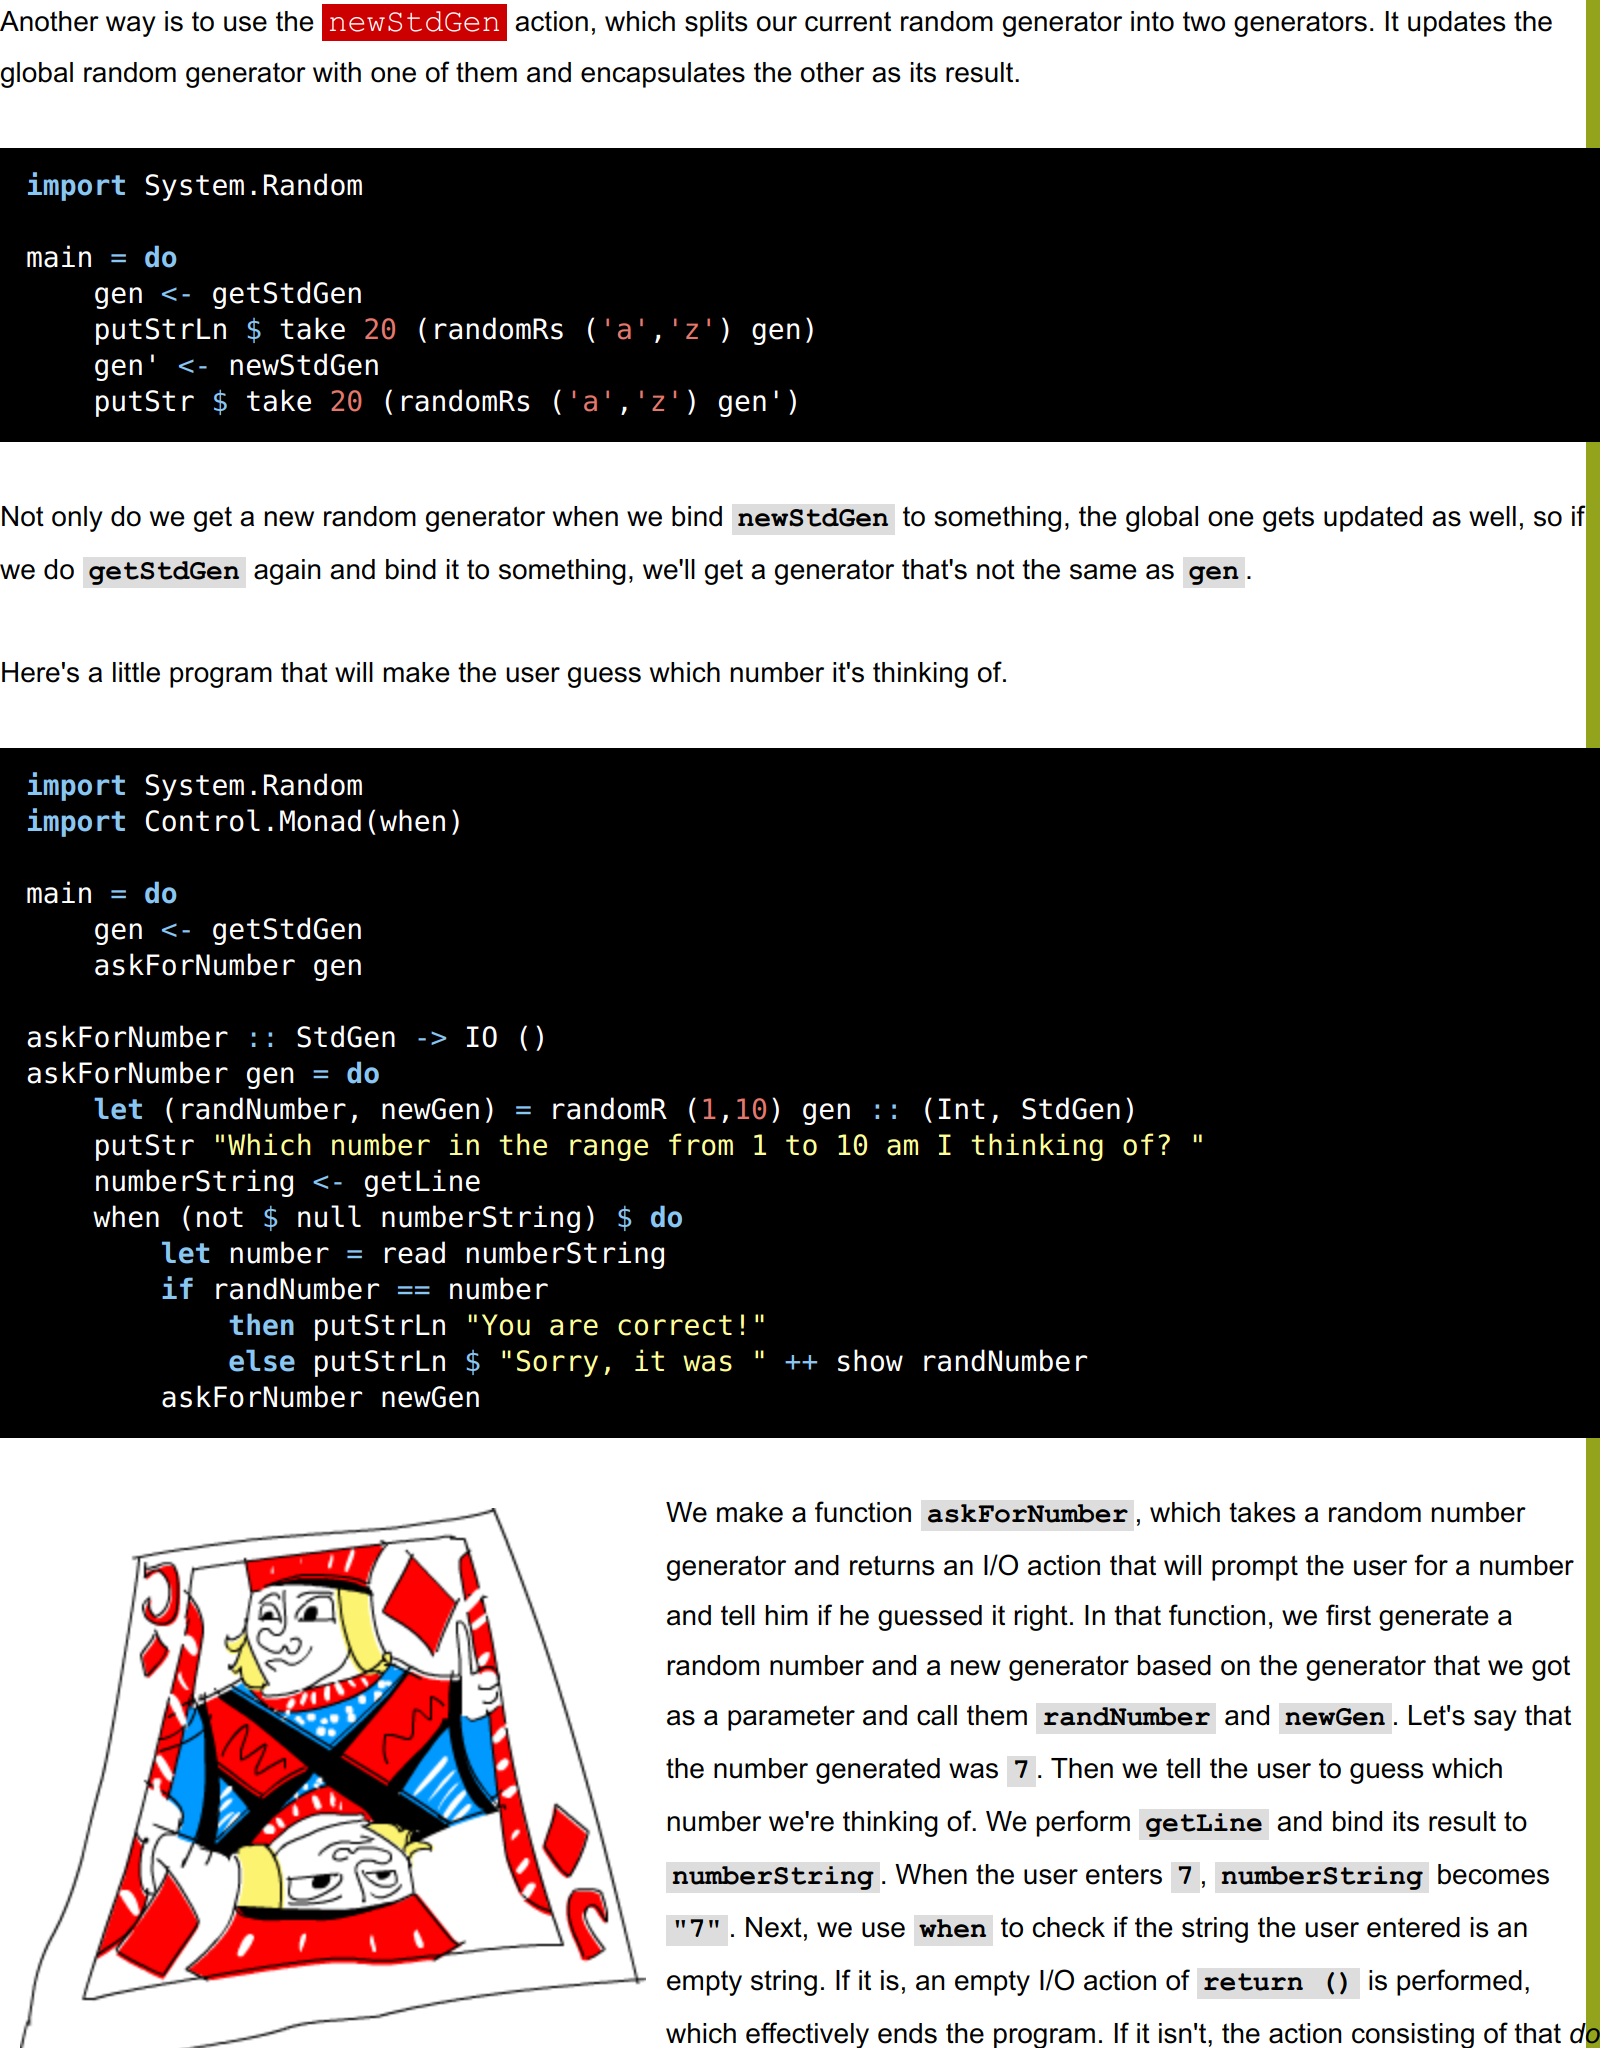 Another way is to use the newStdGen action, which splits our current random generator into two generators. It updates the
global random generator with one of them and encapsulates the other as its result.
import System.Random
main = do
    gen <- getStdGen
    putStrLn $ take 20 (randomRs ('a','z') gen)
    gen' <- newStdGen
    putStr $ take 20 (randomRs ('a','z') gen')
Not only do we get a new random generator when we bind newStdGen to something, the global one gets updated as well, so if
we do getStdGen again and bind it to something, we'll get a generator that's not the same as gen.
Here's a little program that will make the user guess which number it's thinking of.
import System.Random
import Control.Monad(when)
main = do
    gen <- getStdGen
    askForNumber gen
askForNumber :: StdGen -> IO ()
askForNumber gen = do
    let (randNumber, newGen) = randomR (1,10) gen :: (Int, StdGen)
    putStr "Which number in the range from 1 to 10 am I thinking of? "
    numberString <- getLine
    when (not $ null numberString) $ do
        let number = read numberString
        if randNumber == number
            then putStrLn "You are correct!"
            else putStrLn $ "Sorry, it was " ++ show randNumber
        askForNumber newGen
J
J
We make a function askForNumber, which takes a random number
generator and returns an I/O action that will prompt the user for a number
and tell him if he guessed it right. In that function, we first generate a
random number and a new generator based on the generator that we got
as a parameter and call them randNumber and newGen. Let's say that
the number generated was 7. Then we tell the user to guess which
number we're thinking of. We perform getLine and bind its result to
numberString. When the user enters 7, numberString becomes
"7". Next, we use when to check if the string the user entered is an
empty string. If it is, an empty I/O action of return () is performed,
which effectively ends the program. If it isn't, the action consisting of that do